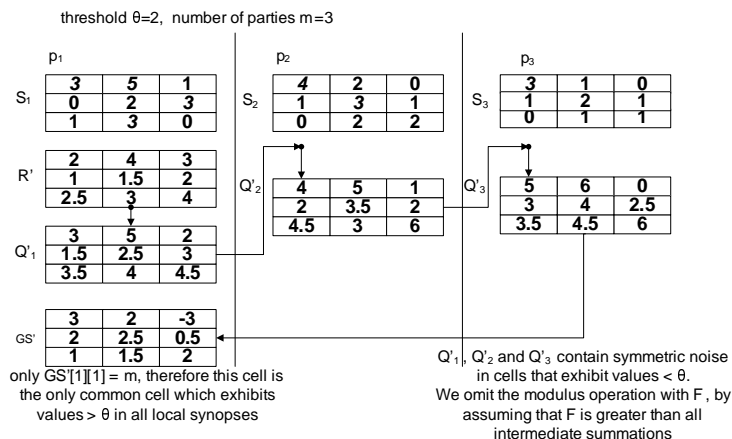 threshold θ=2, number of parties m=3
p1 p2 p3
S1
3 5 1
0 2 3
1 3 0
S2
4 2 0
1 3 1
0 2 2
S3
3 1 0
1 2 1
0 1 1
R'
2 4 3
1 1.5 2
2.5 3 4
Q'1
3 5 2
1.5 2.5 3
3.5 4 4.5
Q'2
4 5 1
2 3.5 2
4.5 3 6
Q'3
5 6 0
3 4 2.5
3.5 4.5 6
GS'
3 2 -3
2 2.5 0.5
1 1.5 2
only GS'[1][1] = m, therefore this cell is
the only common cell which exhibits
values > θ in all local synopses
Q'1, Q'2 and Q'3 contain symmetric noise
in cells that exhibit values < θ.
We omit the modulus operation with F, by
assuming that F is greater than all
intermediate summations